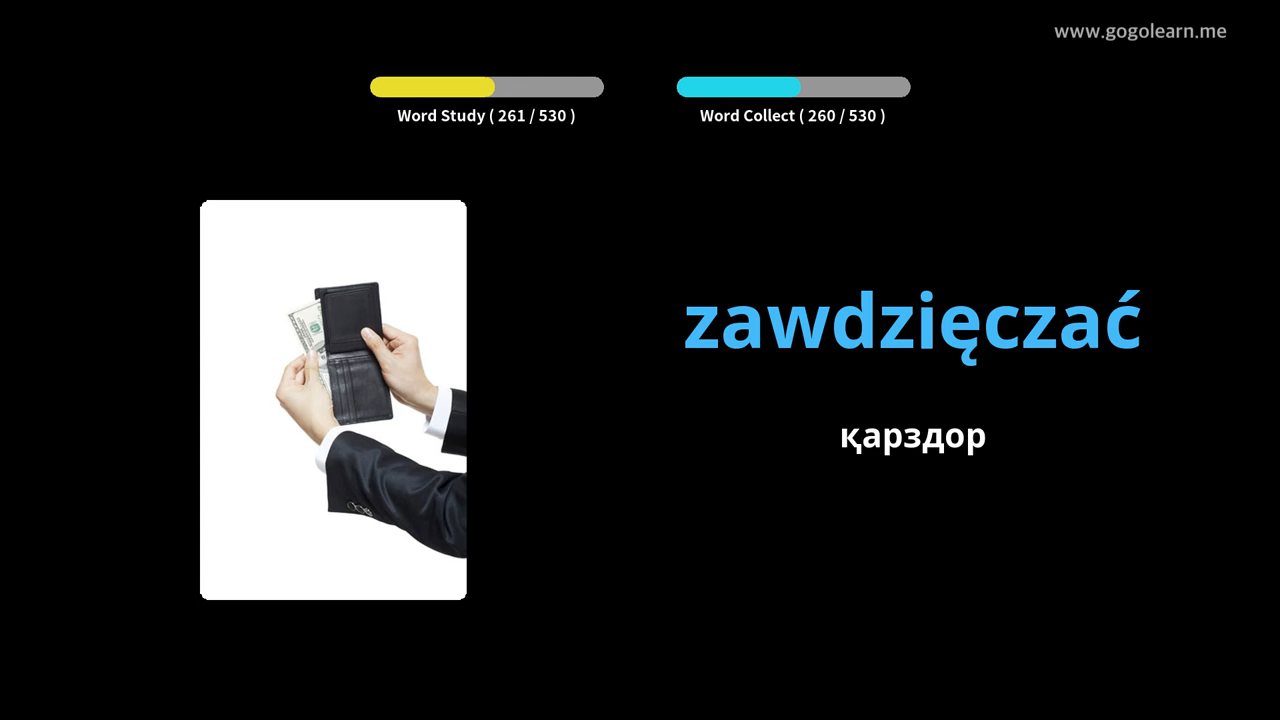 www.gogolearn.me
Word Study ( 261 / 530 )
Word Collect ( 260 / 530 )
zawdzięczać
қарздор